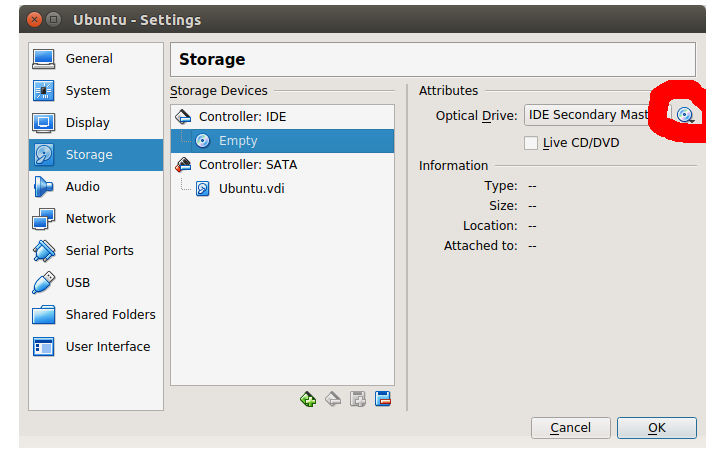 Ubuntu - Settings
General
System
Display
Storage
Audio
Network
Serial Ports
USB
Shared Folders
User Interface
Storage
Storage Devices
Controller: IDE
Empty
Controller: SATA
Ubuntu.vdi
Attributes
Optical Drive: IDE Secondary Mast
Live CD/DVD
Information
Type: --
Size: --
Location: --
Attached to: --
Cancel OK